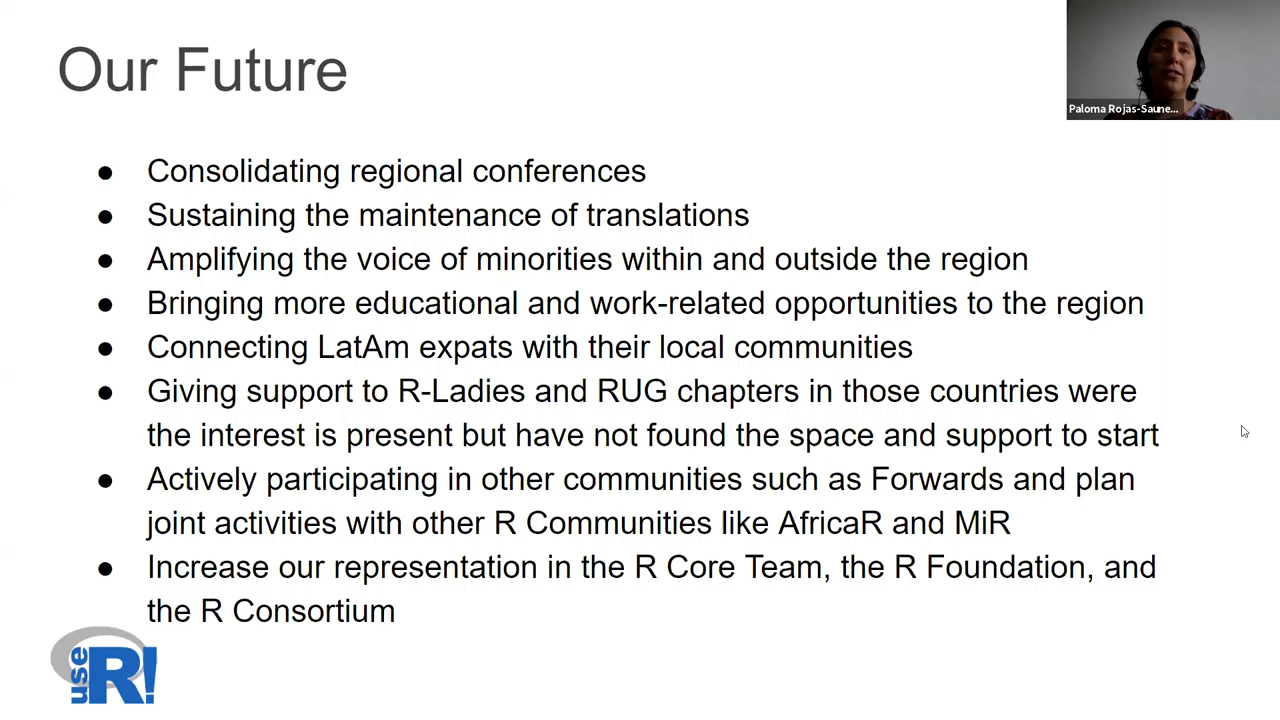 Our Future
Paloma Rojas-Saune...
● Consolidating regional conferences
● Sustaining the maintenance of translations
● Amplifying the voice of minorities within and outside the region
● Bringing more educational and work-related opportunities to the region
● Connecting LatAm expats with their local communities
● Giving support to R-Ladies and RUG chapters in those countries were
the interest is present but have not found the space and support to start
● Actively participating in other communities such as Forwards and plan
joint activities with other R Communities like AfricaR and MiR
● Increase our representation in the R Core Team, the R Foundation, and
the R Consortium
use R!